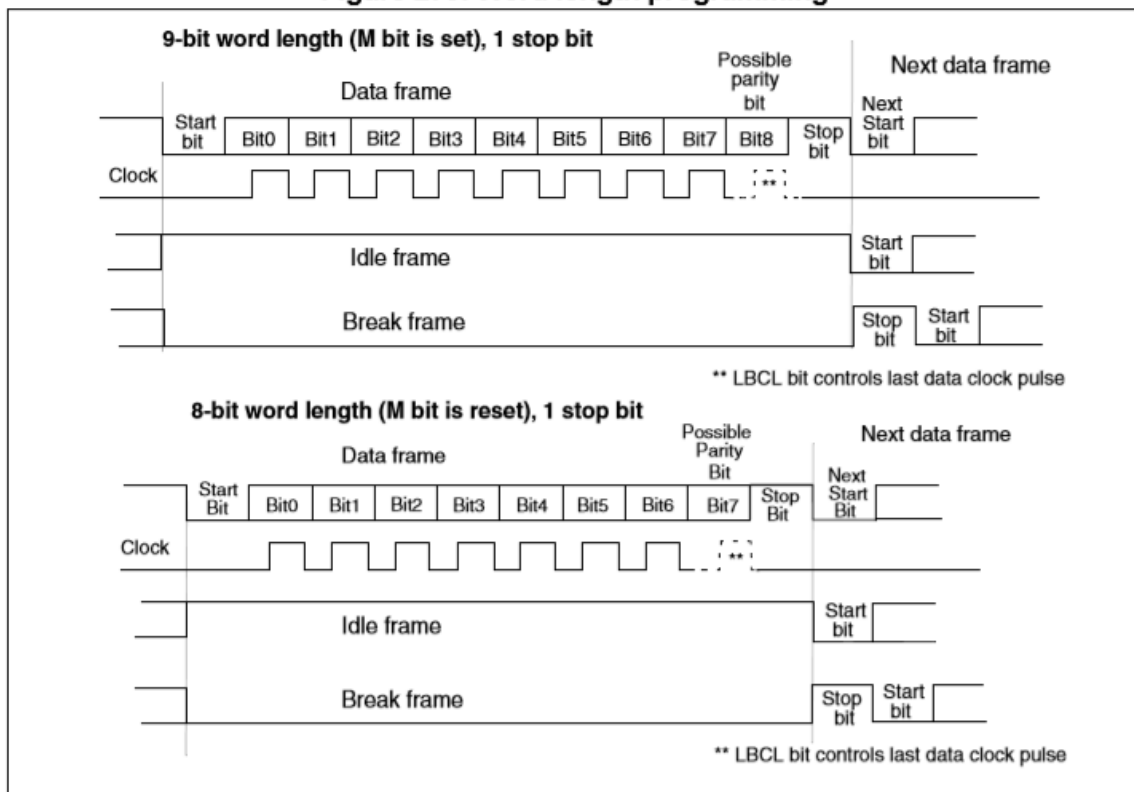 9-bit word length (M bit is set), 1 stop bit
Possible
parity
bit
Next data frame
Data frame
Start
bit
Bit0
Bit1
Bit2
Bit3
Bit4
Bit5
Bit6
Bit7
Bit8
Stop
bit
Next
Start
bit
Clock
**
Idle frame
Start
bit
Break frame
Stop
bit
Start
bit
** LBCL bit controls last data clock pulse
8-bit word length (M bit is reset), 1 stop bit
Possible
Parity
Bit
Next data frame
Data frame
Start
Bit
Bit0
Bit1
Bit2
Bit3
Bit4
Bit5
Bit6
Bit7
Stop
Bit
Next
Start
Bit
Clock
**
Idle frame
Start
bit
Break frame
Stop
bit
Start
bit
** LBCL bit controls last data clock pulse